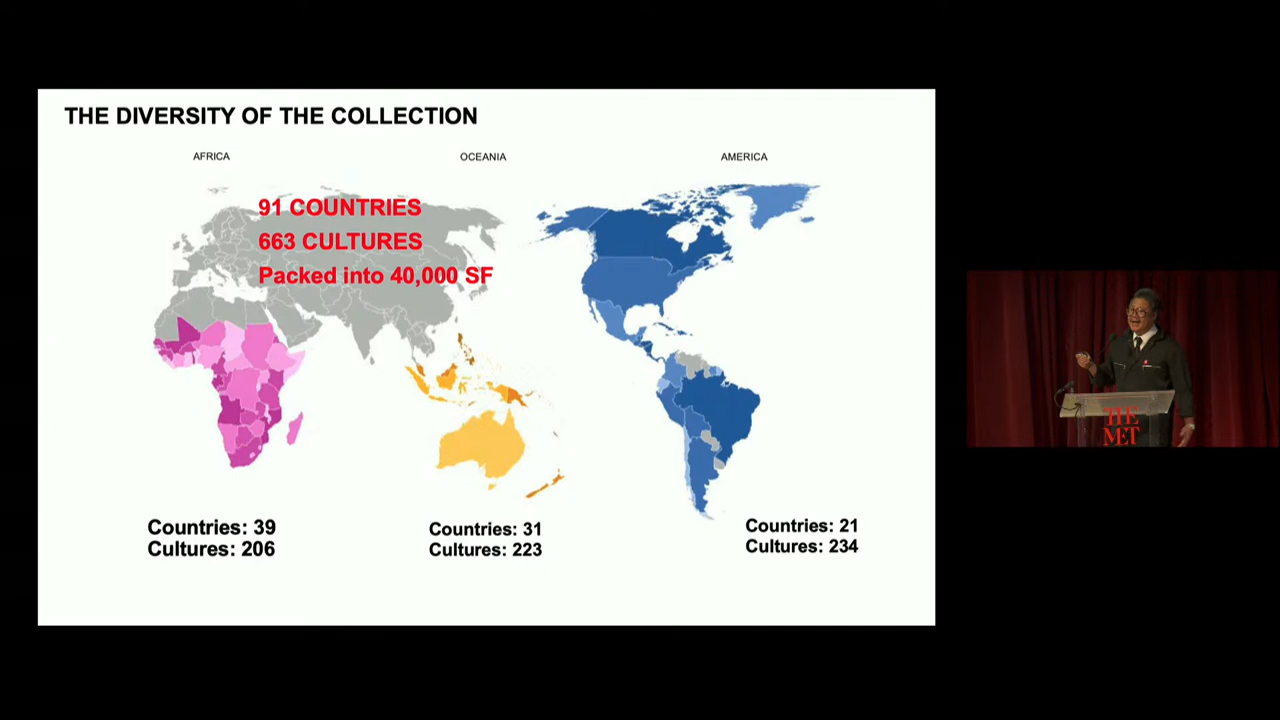 THE DIVERSITY OF THE COLLECTION
AFRICA
OCEANIA
AMERICA
91 COUNTRIES
663 CULTURES
Packed into 40,000 SF
Countries: 39
Cultures: 206
Countries: 31
Cultures: 223
Countries: 21
Cultures: 234
THE
MET